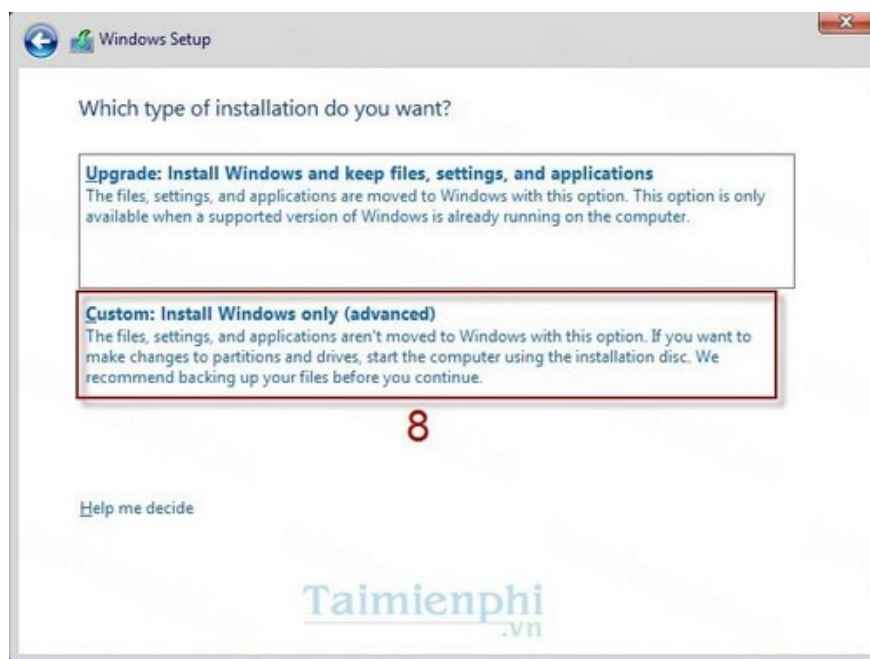 Windows Setup
Which type of installation do you want?
Upgrade: Install Windows and keep files, settings, and applications
The files, settings, and applications are moved to Windows with this option. This option is only
available when a supported version of Windows is already running on the computer.
Custom: Install Windows only (advanced)
The files, settings, and applications aren't moved to Windows with this option. If you want to
make changes to partitions and drives, start the computer using the installation disc. We
recommend backing up your files before you continue.
8
Help me decide
Taimienphi
.vn